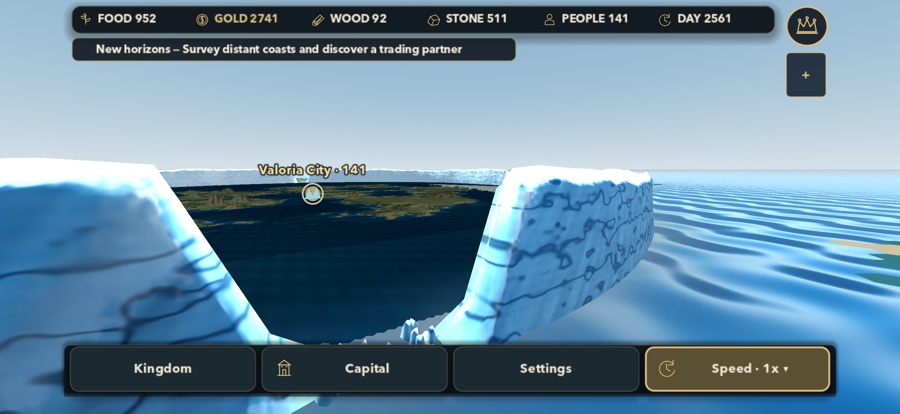 FOOD 952 GOLD 2741 WOOD 92 STONE 511 PEOPLE 141 DAY 2561
New horizons – Survey distant coasts and discover a trading partner
+
Valoria City · 141
Kingdom Capital Settings Speed · 1x ▾